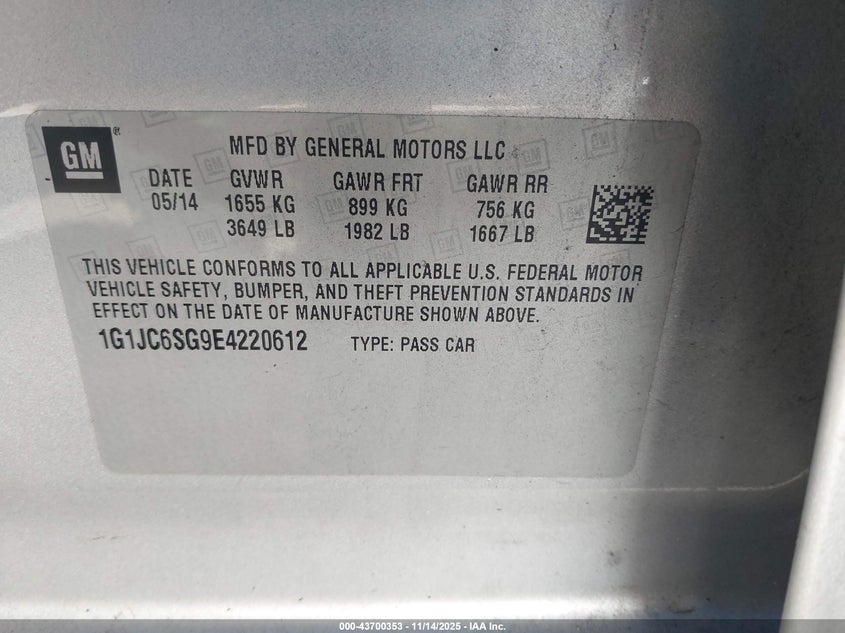 GM®
MFD BY GENERAL MOTORS LLC
DATE GVWR GAWR FRT GAWR RR
05/14 1655 KG 899 KG 756 KG
3649 LB 1982 LB 1667 LB
THIS VEHICLE CONFORMS TO ALL APPLICABLE U.S. FEDERAL MOTOR
VEHICLE SAFETY, BUMPER, AND THEFT PREVENTION STANDARDS IN
EFFECT ON THE DATE OF MANUFACTURE SHOWN ABOVE.
1G1JC6SG9E4220612 TYPE: PASS CAR
000-43700353 - 11/14/2025 - IAA Inc.